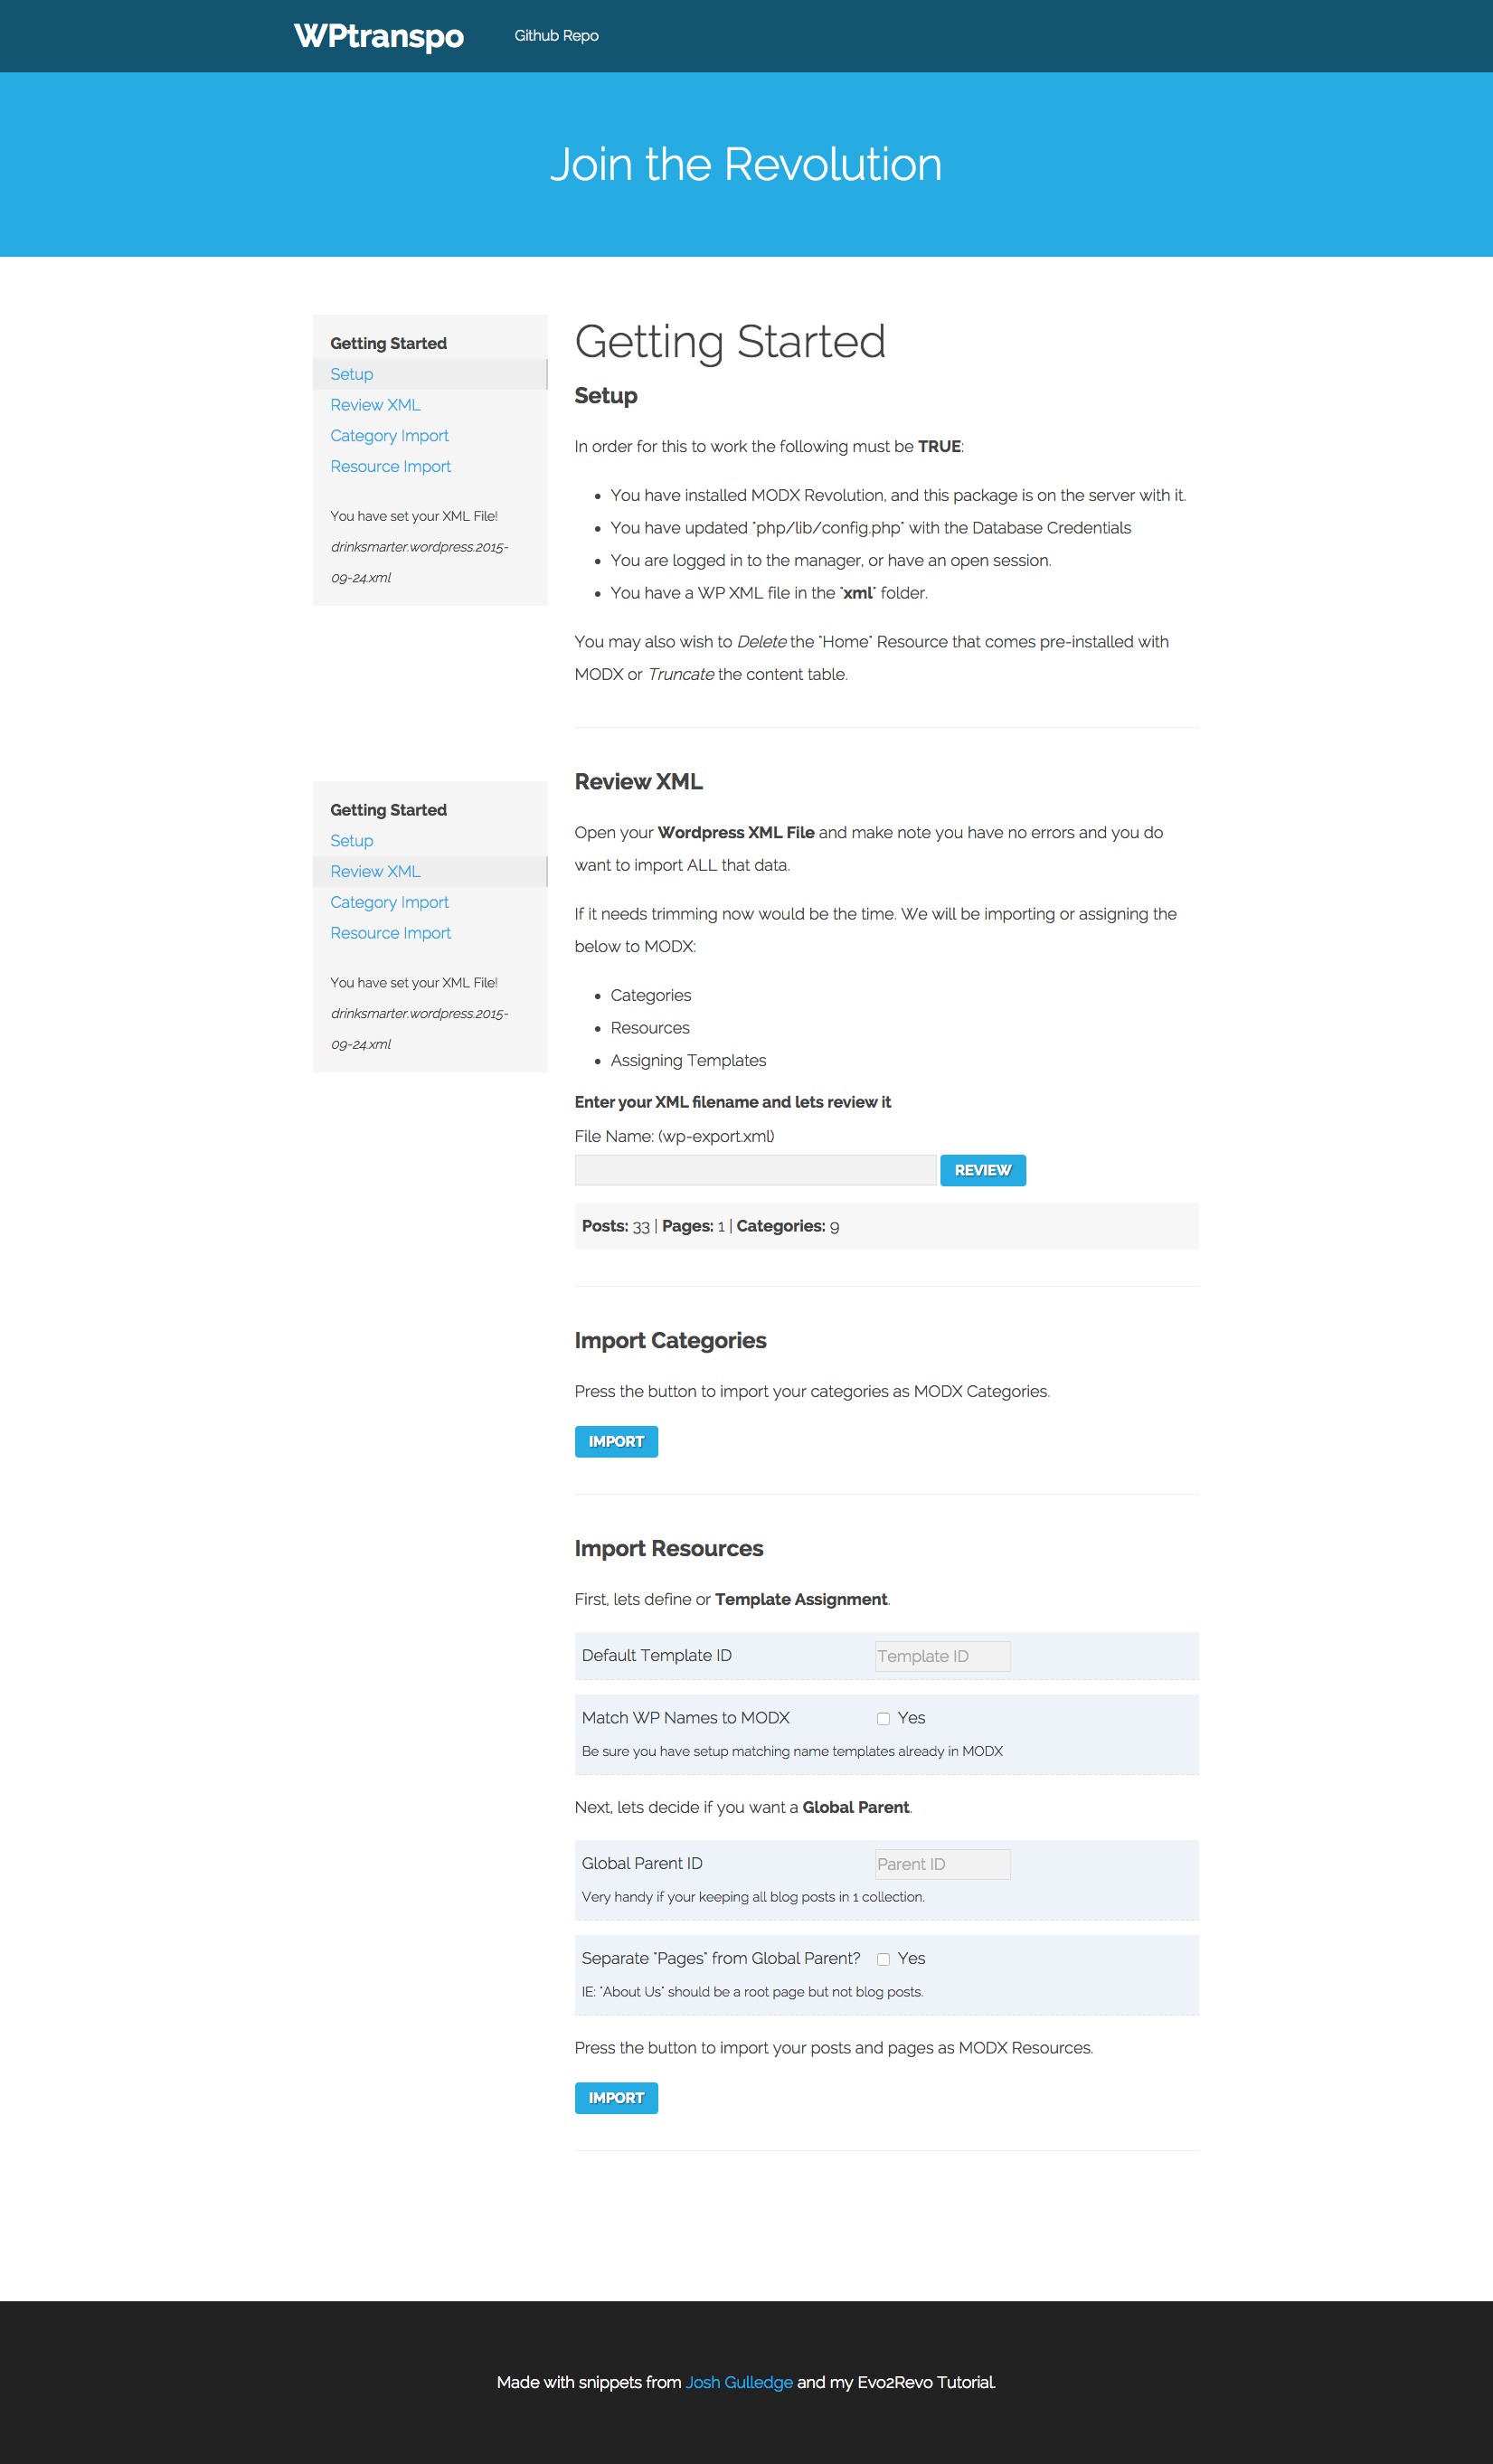 WPtranspo
Github Repo
Join the Revolution
Getting Started
Setup
Review XML
Category Import
Resource Import
You have set your XML File!
drinksmarter.wordpress.2015-
09-24.xml
Getting Started
Setup
In order for this to work the following must be TRUE:
• You have installed MODX Revolution, and this package is on the server with it.
• You have updated "php/lib/config.php" with the Database Credentials
• You are logged in to the manager, or have an open session.
• You have a WP XML file in the "xml" folder.
You may also wish to Delete the "Home" Resource that comes pre-installed with
MODX or Truncate the content table.
Getting Started
Setup
Review XML
Category Import
Resource Import
You have set your XML File!
drinksmarter.wordpress.2015-
09-24.xml
Review XML
Open your Wordpress XML File and make note you have no errors and you do
want to import ALL that data.
If it needs trimming now would be the time. We will be importing or assigning the
below to MODX:
• Categories
• Resources
• Assigning Templates
Enter your XML filename and lets review it
File Name: (wp-export.xml)
REVIEW
Posts: 33 | Pages: 1 | Categories: 9
Import Categories
Press the button to import your categories as MODX Categories.
IMPORT
Import Resources
First, lets define or Template Assignment.
Default Template ID Template ID
Match WP Names to MODX Yes
Be sure you have setup matching name templates already in MODX
Next, lets decide if you want a Global Parent.
Global Parent ID Parent ID
Very handy if your keeping all blog posts in 1 collection.
Separate "Pages" from Global Parent? Yes
IE: "About Us" should be a root page but not blog posts.
Press the button to import your posts and pages as MODX Resources.
IMPORT
Made with snippets from Josh Gulledge and my Evo2Revo Tutorial.